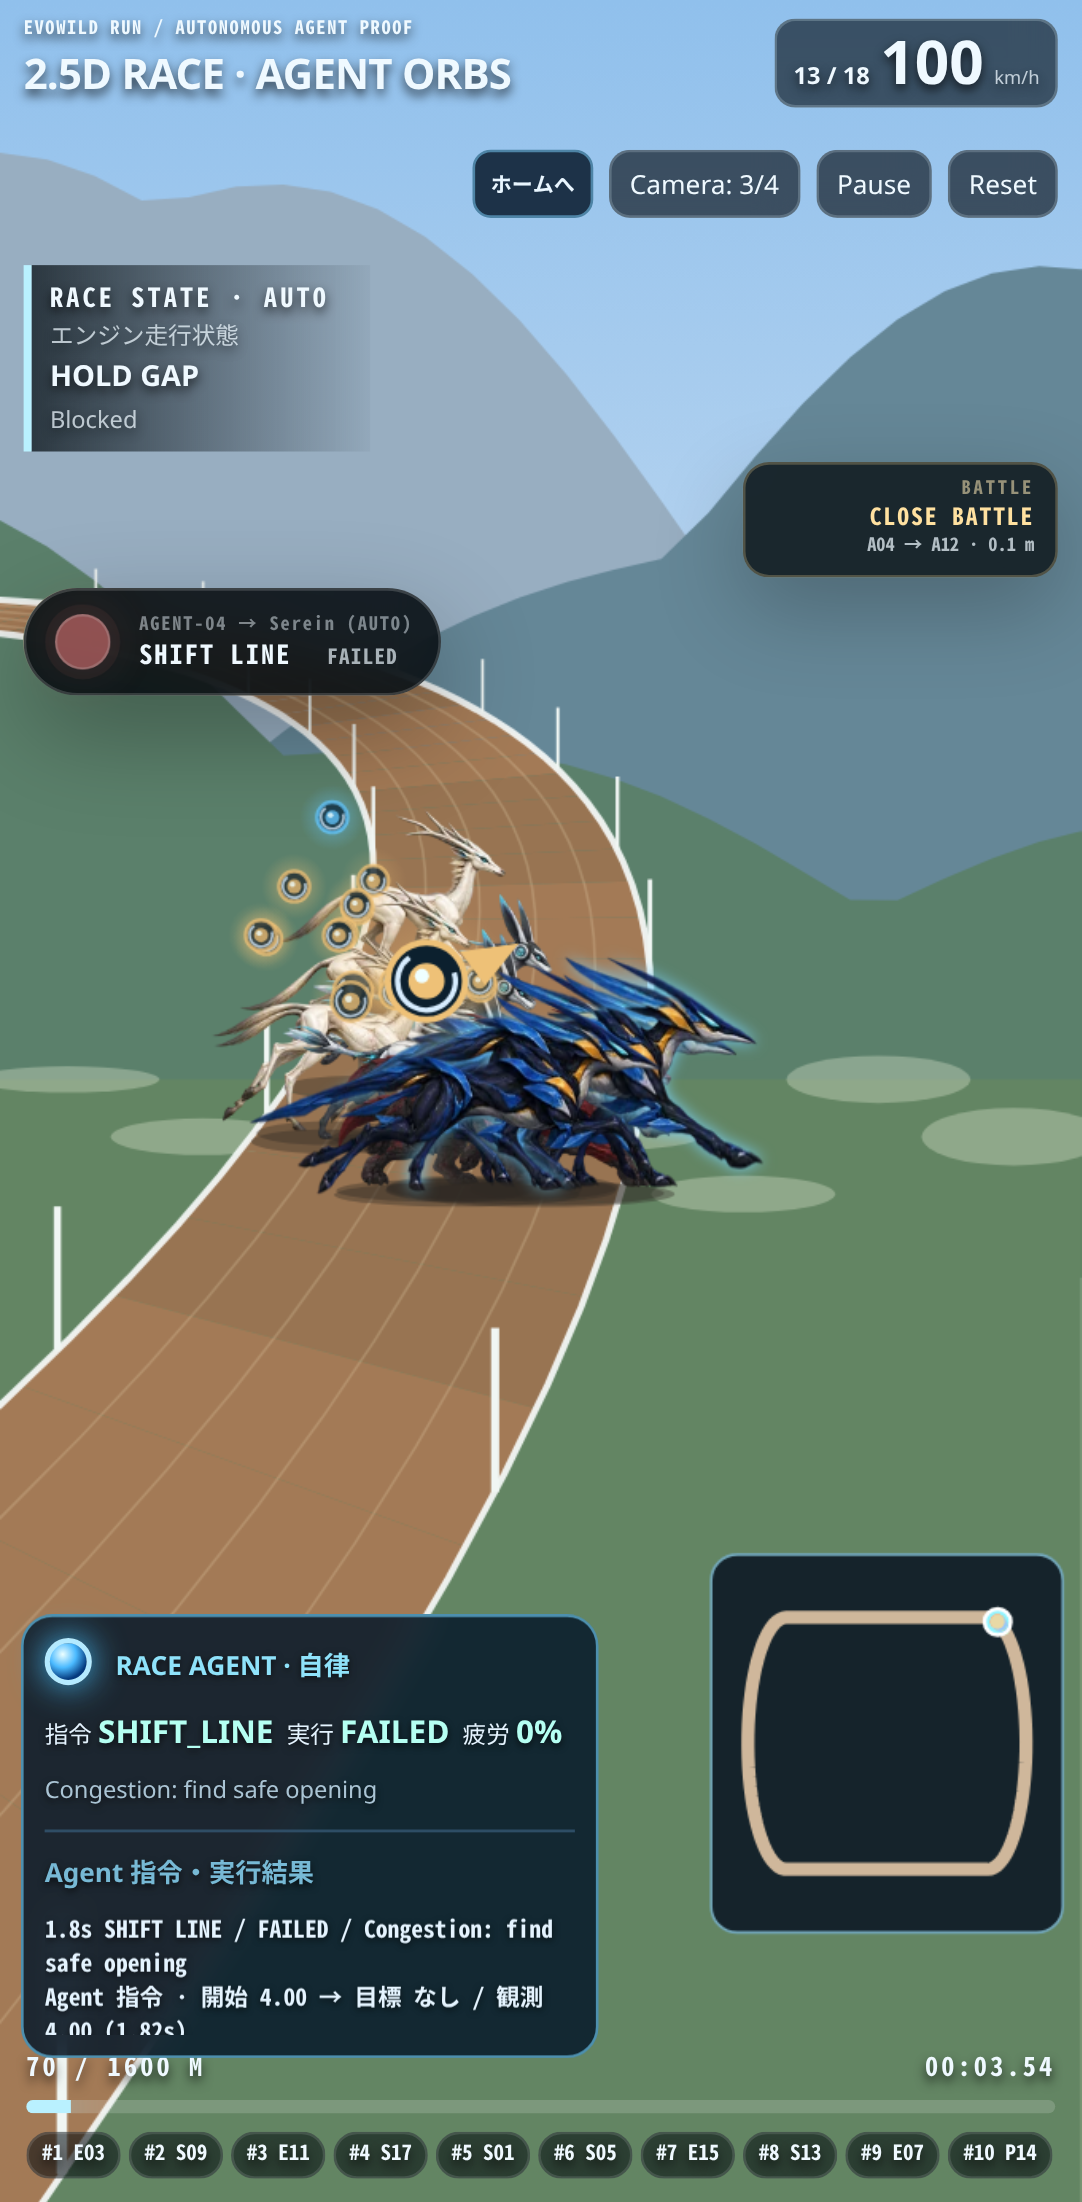 EVOWILD RUN / AUTONOMOUS AGENT PROOF
2.5D RACE · AGENT ORBS
13 / 18 100 km/h
ホームへ Camera: 3/4 Pause Reset
RACE STATE · AUTO
エンジン走行状態
HOLD GAP
Blocked
BATTLE
CLOSE BATTLE
A04 → A12 · 0.1 m
AGENT-04 → Serein (AUTO)
SHIFT LINE FAILED
RACE AGENT · 自律
指令 SHIFT_LINE 実行 FAILED 疲労 0%
Congestion: find safe opening
Agent 指令・実行結果
1.8s SHIFT LINE / FAILED / Congestion: find
safe opening
Agent 指令 · 開始 4.00 → 目標 なし / 観測
4.00 (1.82s)
70 / 1600 M 00:03.54
#1 E03 #2 S09 #3 E11 #4 S17 #5 S01 #6 S05 #7 E15 #8 S13 #9 E07 #10 P14